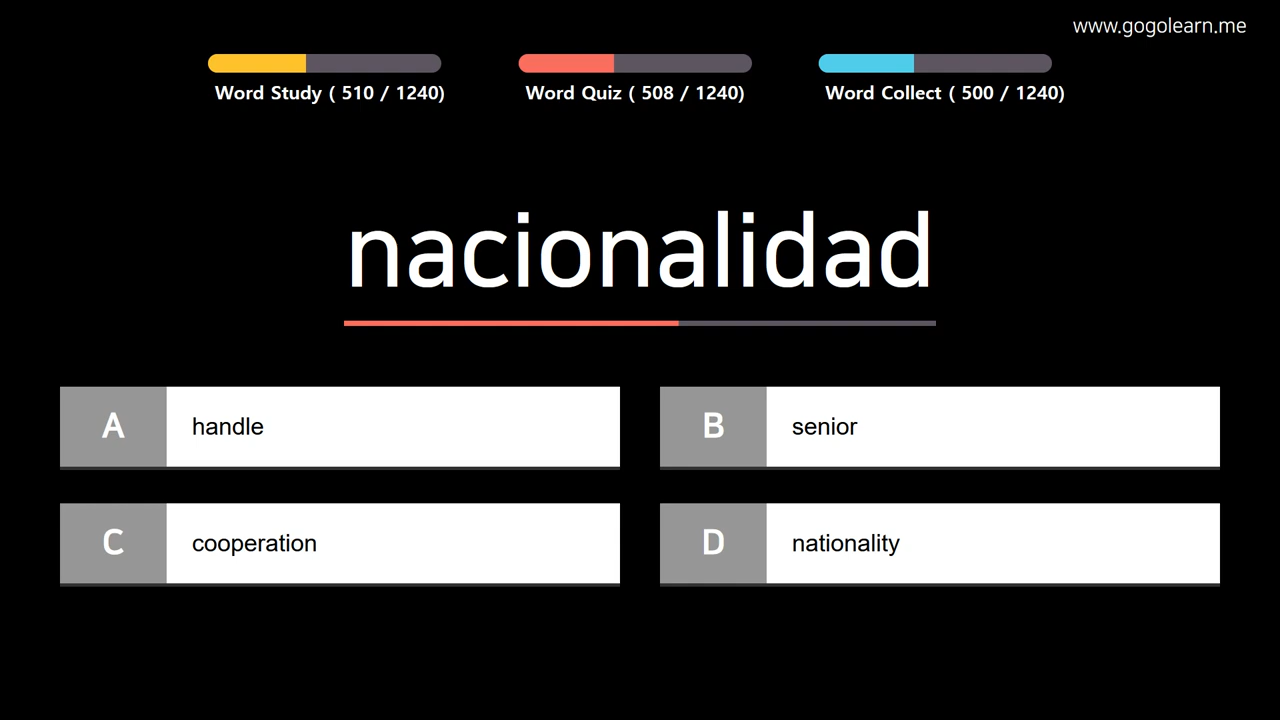 www.gogolearn.me
Word Study ( 510 / 1240)
Word Quiz ( 508 / 1240)
Word Collect ( 500 / 1240)
nacionalidad
A handle
B senior
C cooperation
D nationality